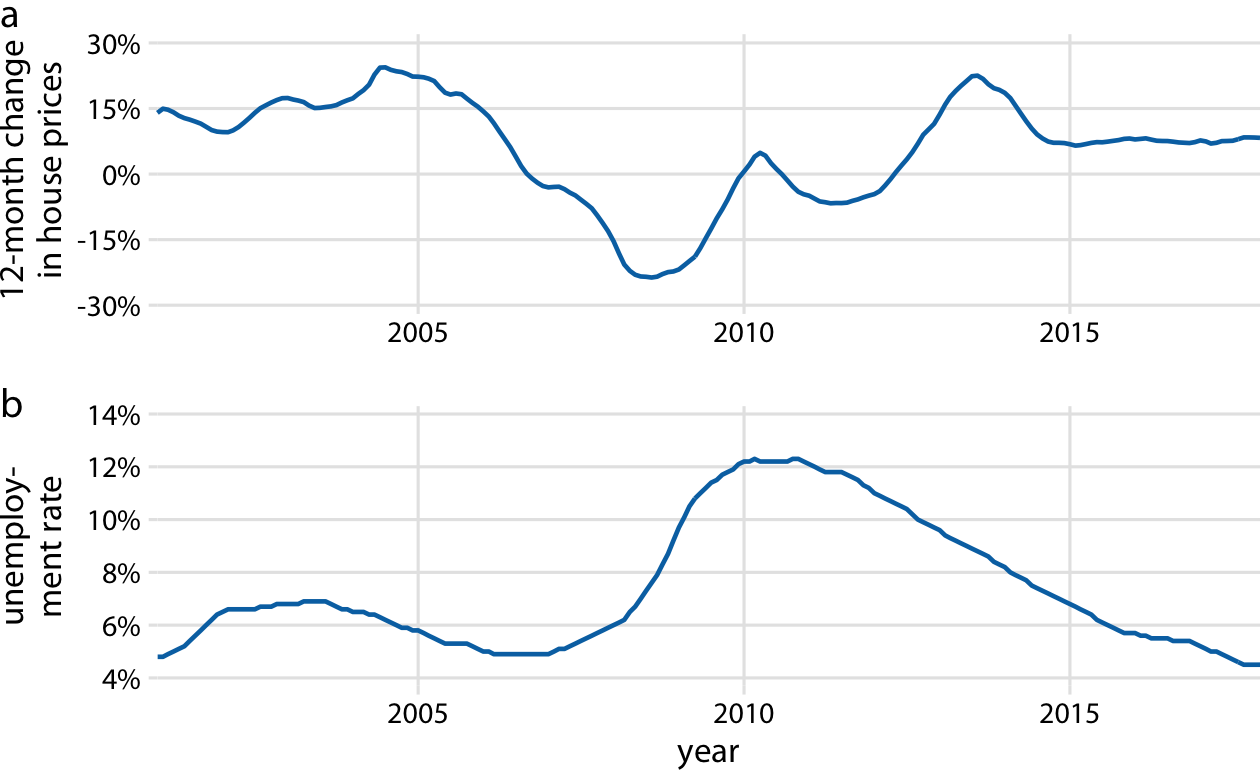 a
12-month change
in house prices
30%
15%
0%
-15%
-30%
2005 2010 2015
b
unemploy-
ment rate
14%
12%
10%
8%
6%
4%
2005 2010 2015
year